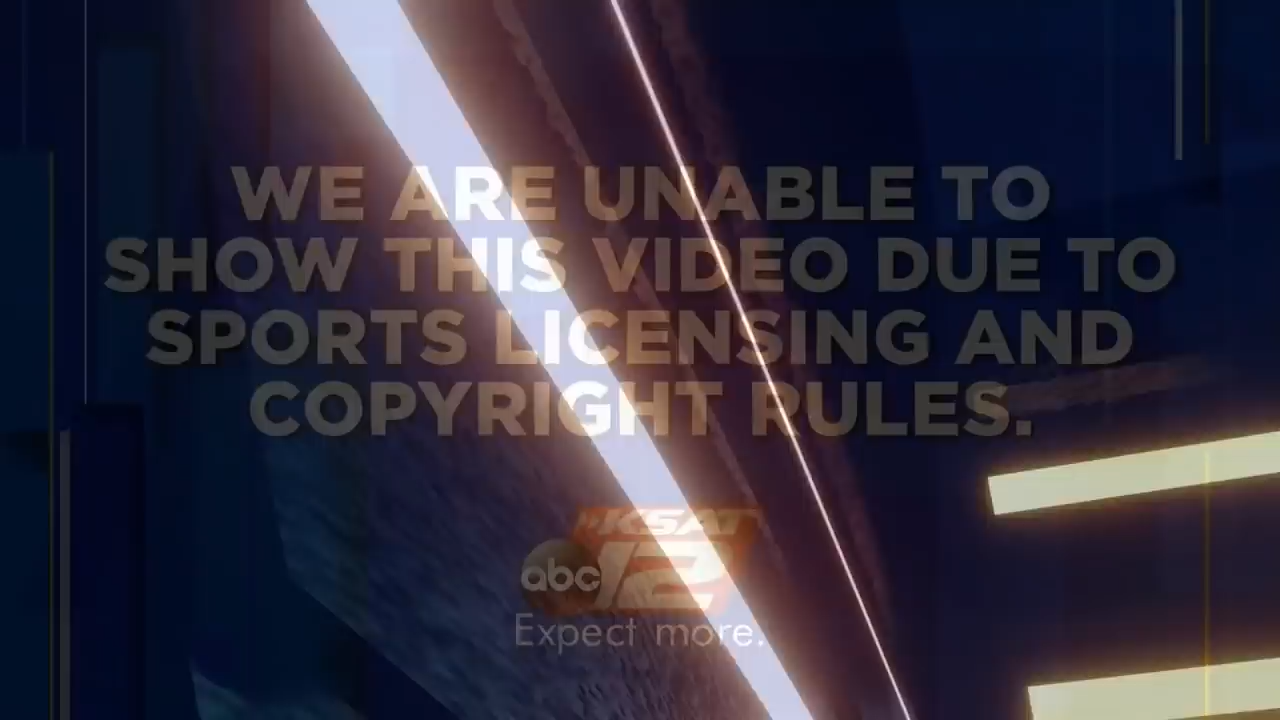 WE ARE UNABLE TO
SHOW THIS VIDEO DUE TO
SPORTS LICENSING AND
COPYRIGHT RULES.
KSAT
abc 12
Expect more.